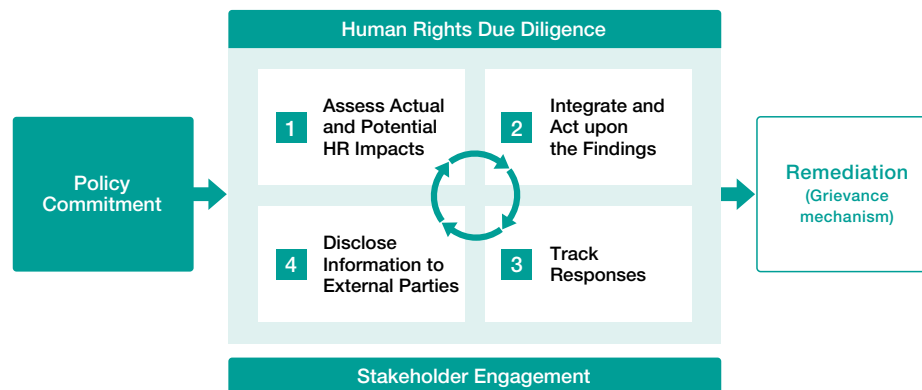 Human Rights Due Diligence
Policy
Commitment
1
Assess Actual
and Potential
HR Impacts
2
Integrate and
Act upon
the Findings
4
Disclose
Information to
External Parties
3
Track
Responses
Remediation
(Grievance
mechanism)
Stakeholder Engagement